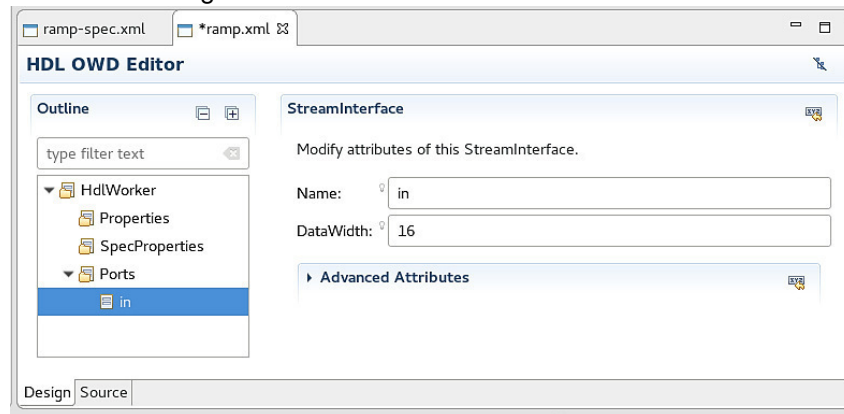 ramp-spec.xml
*ramp.xml
HDL OWD Editor
Outline
type filter text
HdlWorker
Properties
SpecProperties
Ports
in
StreamInterface
Modify attributes of this StreamInterface.
Name: in
DataWidth: 16
Advanced Attributes
Design Source